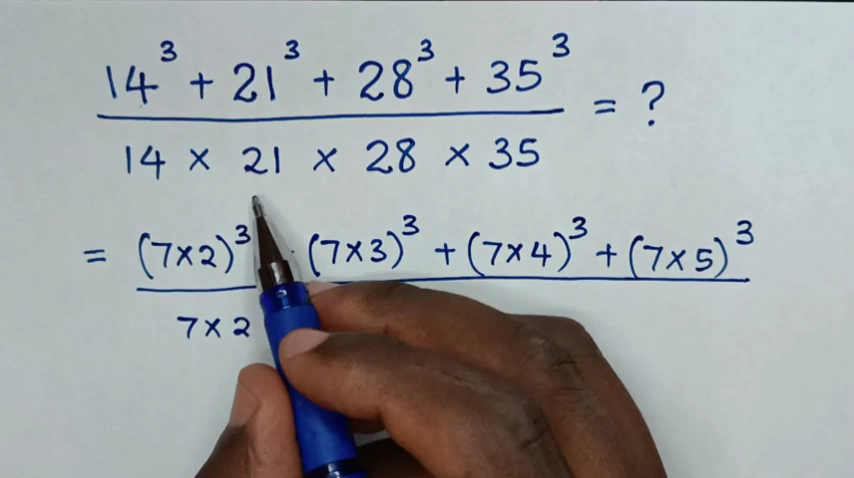 14³ + 21³ + 28³ + 35³
14 × 21 × 28 × 35
= ?
= (7×2)³ (7×3)³ + (7×4)³ + (7×5)³
7×2